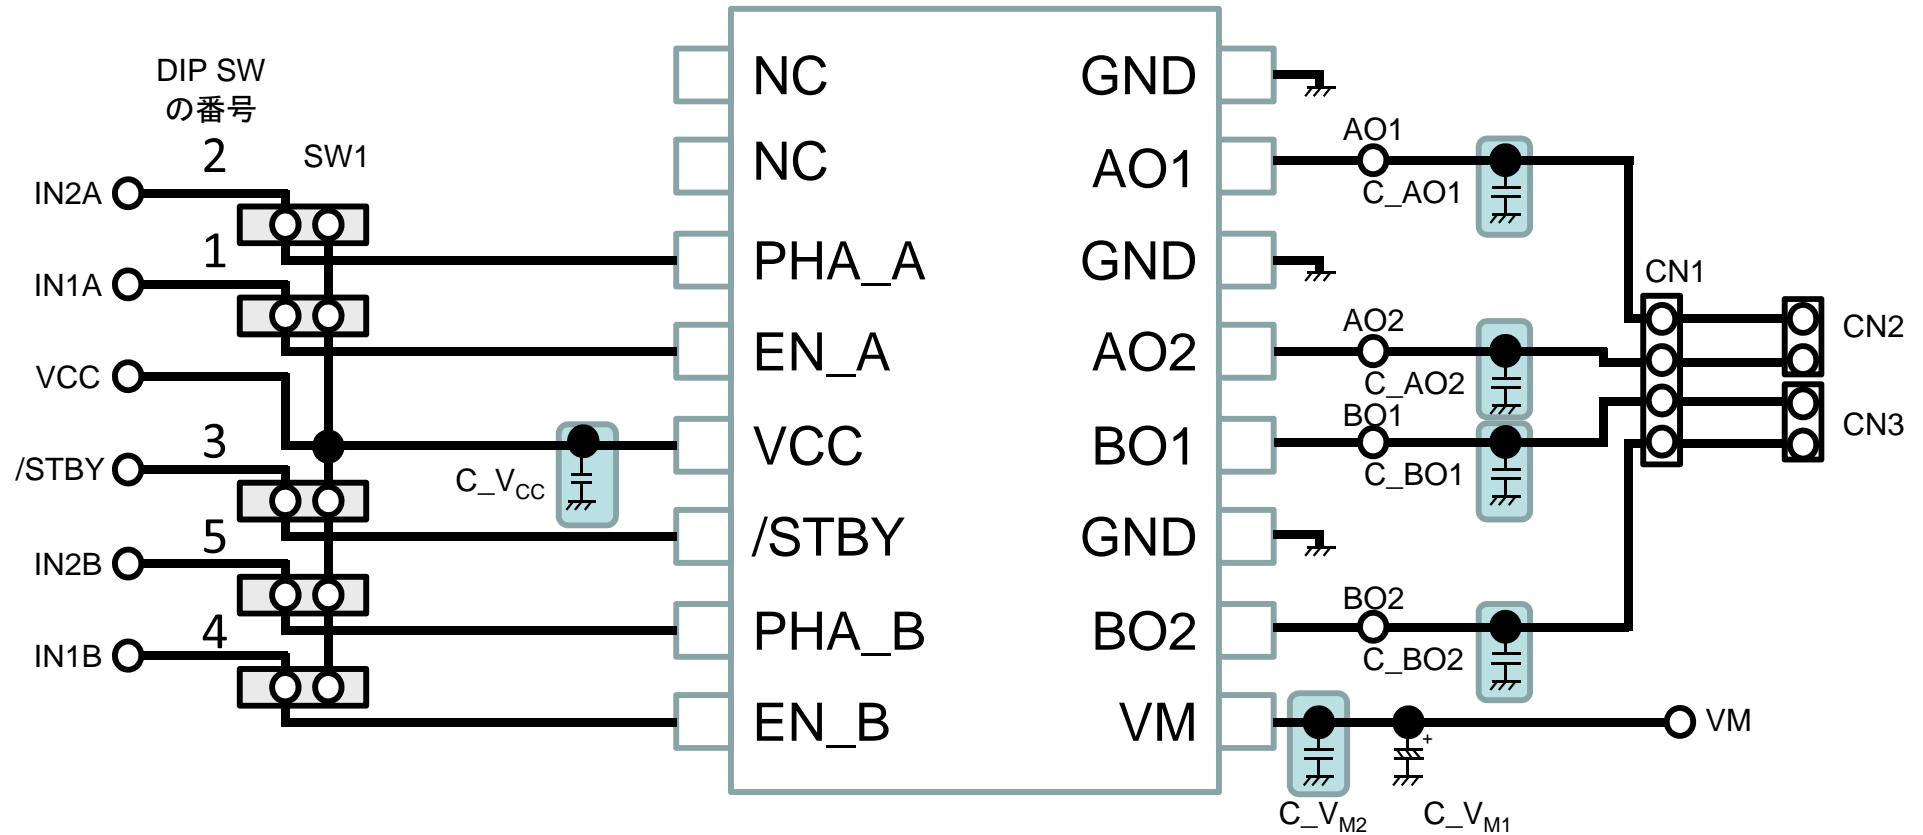 DIP SW
の番号
2
SW1
IN2A
1
IN1A
VCC
3
/STBY
5
IN2B
4
IN1B
C_VCC
NC
NC
PHA_A
EN_A
VCC
/STBY
PHA_B
EN_B
GND
AO1
GND
AO2
BO1
GND
BO2
VM
AO1
C_AO1
AO2
C_AO2
BO1
C_BO1
BO2
C_BO2
CN1
CN2
CN3
VM
+
C_VM2
C_VM1